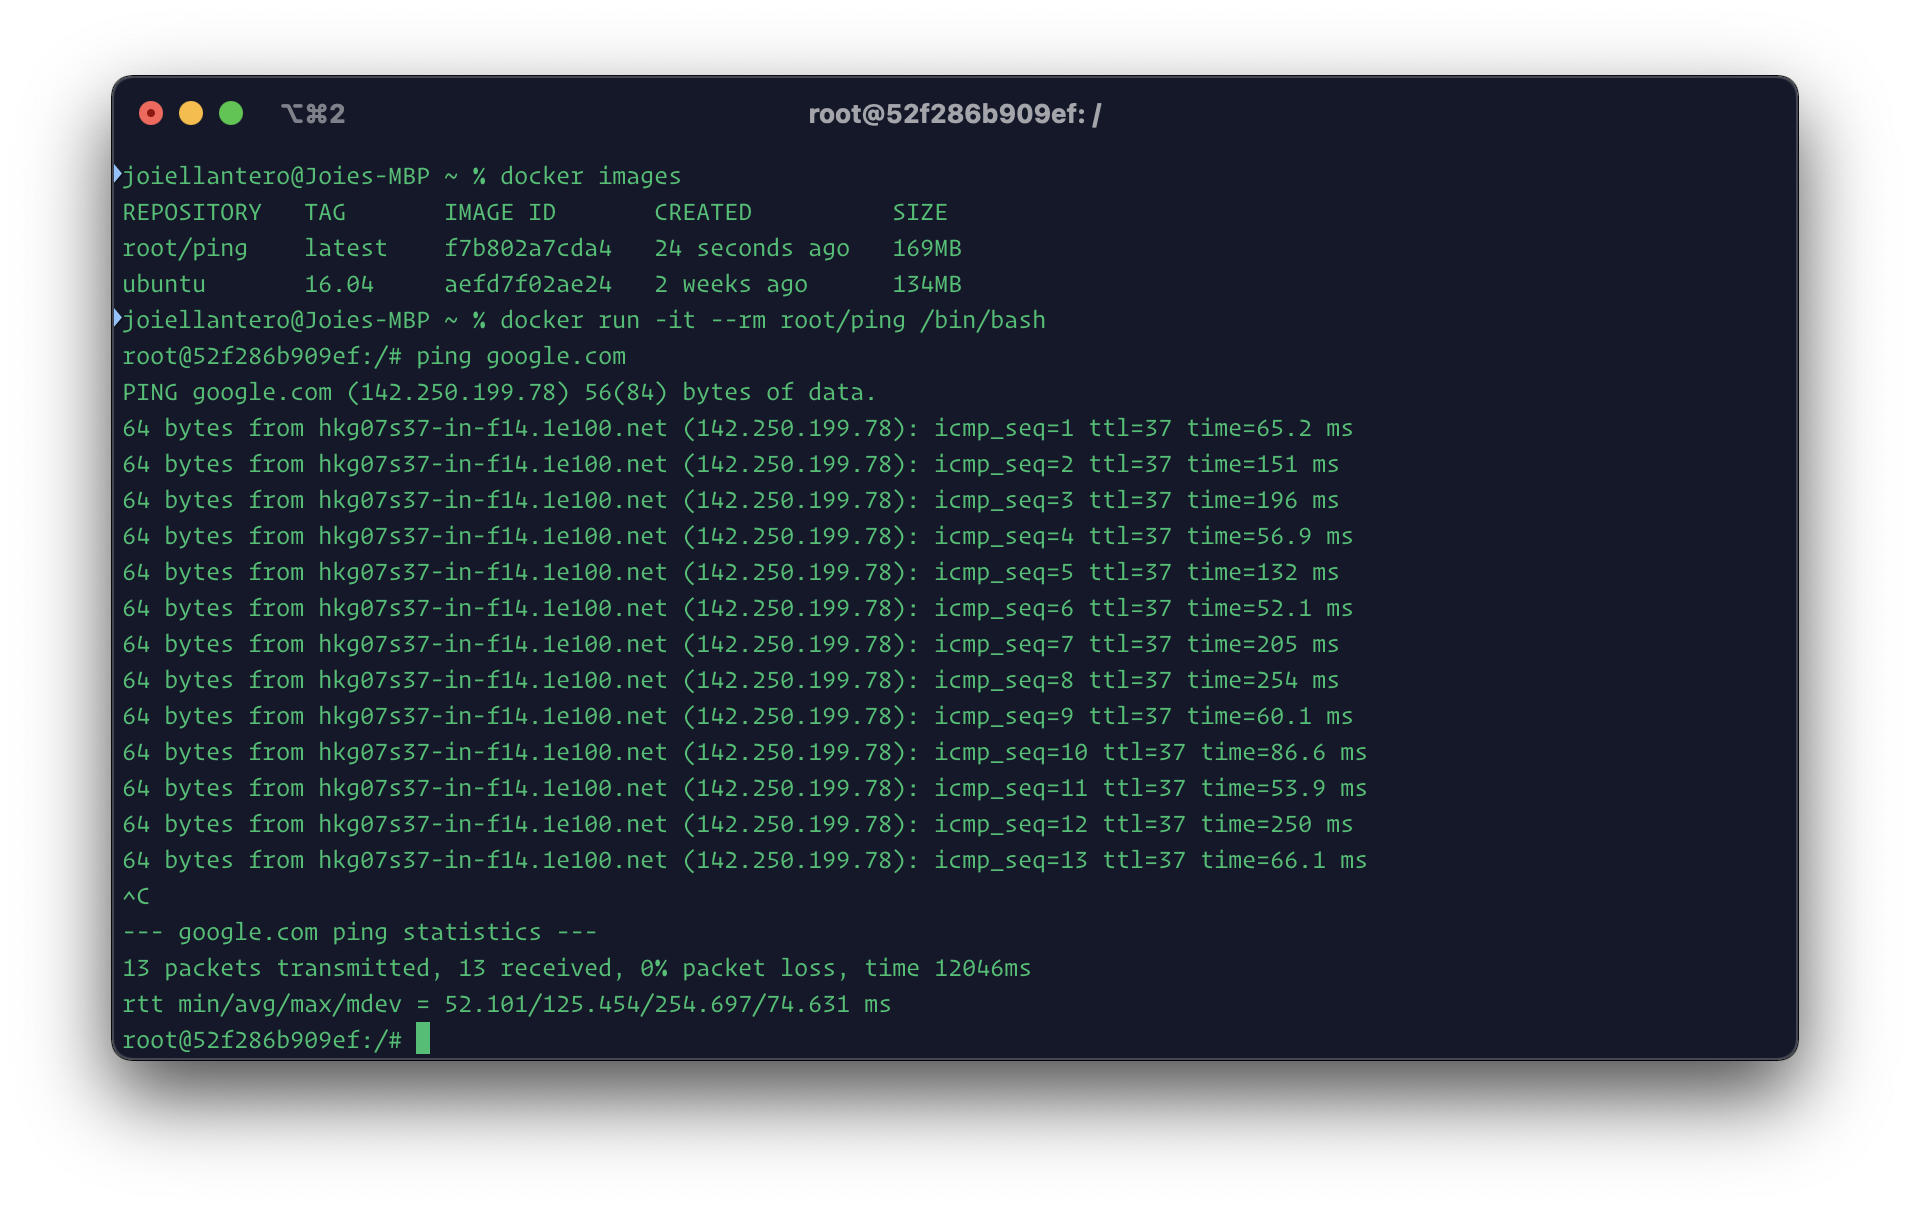 ⌥⌘2
root@52f286b909ef: /
joiellantero@Joies-MBP ~ % docker images
REPOSITORY   TAG       IMAGE ID       CREATED          SIZE
root/ping    latest    f7b802a7cda4   24 seconds ago   169MB
ubuntu       16.04     aefd7f02ae24   2 weeks ago      134MB
joiellantero@Joies-MBP ~ % docker run -it --rm root/ping /bin/bash
root@52f286b909ef:/# ping google.com
PING google.com (142.250.199.78) 56(84) bytes of data.
64 bytes from hkg07s37-in-f14.1e100.net (142.250.199.78): icmp_seq=1 ttl=37 time=65.2 ms
64 bytes from hkg07s37-in-f14.1e100.net (142.250.199.78): icmp_seq=2 ttl=37 time=151 ms
64 bytes from hkg07s37-in-f14.1e100.net (142.250.199.78): icmp_seq=3 ttl=37 time=196 ms
64 bytes from hkg07s37-in-f14.1e100.net (142.250.199.78): icmp_seq=4 ttl=37 time=56.9 ms
64 bytes from hkg07s37-in-f14.1e100.net (142.250.199.78): icmp_seq=5 ttl=37 time=132 ms
64 bytes from hkg07s37-in-f14.1e100.net (142.250.199.78): icmp_seq=6 ttl=37 time=52.1 ms
64 bytes from hkg07s37-in-f14.1e100.net (142.250.199.78): icmp_seq=7 ttl=37 time=205 ms
64 bytes from hkg07s37-in-f14.1e100.net (142.250.199.78): icmp_seq=8 ttl=37 time=254 ms
64 bytes from hkg07s37-in-f14.1e100.net (142.250.199.78): icmp_seq=9 ttl=37 time=60.1 ms
64 bytes from hkg07s37-in-f14.1e100.net (142.250.199.78): icmp_seq=10 ttl=37 time=86.6 ms
64 bytes from hkg07s37-in-f14.1e100.net (142.250.199.78): icmp_seq=11 ttl=37 time=53.9 ms
64 bytes from hkg07s37-in-f14.1e100.net (142.250.199.78): icmp_seq=12 ttl=37 time=250 ms
64 bytes from hkg07s37-in-f14.1e100.net (142.250.199.78): icmp_seq=13 ttl=37 time=66.1 ms
^C
--- google.com ping statistics ---
13 packets transmitted, 13 received, 0% packet loss, time 12046ms
rtt min/avg/max/mdev = 52.101/125.454/254.697/74.631 ms
root@52f286b909ef:/#